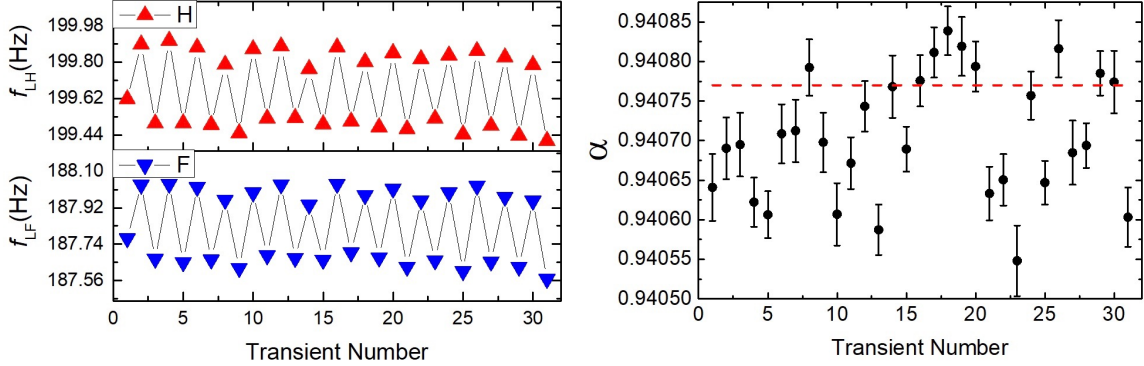 H
199.98
199.80
199.62
199.44
f_LH(Hz)
F
188.10
187.92
187.74
187.56
f_LF(Hz)
0 5 10 15 20 25 30
Transient Number
0.94085
0.94080
0.94075
0.94070
0.94065
0.94060
0.94055
0.94050
α
0 5 10 15 20 25 30
Transient Number